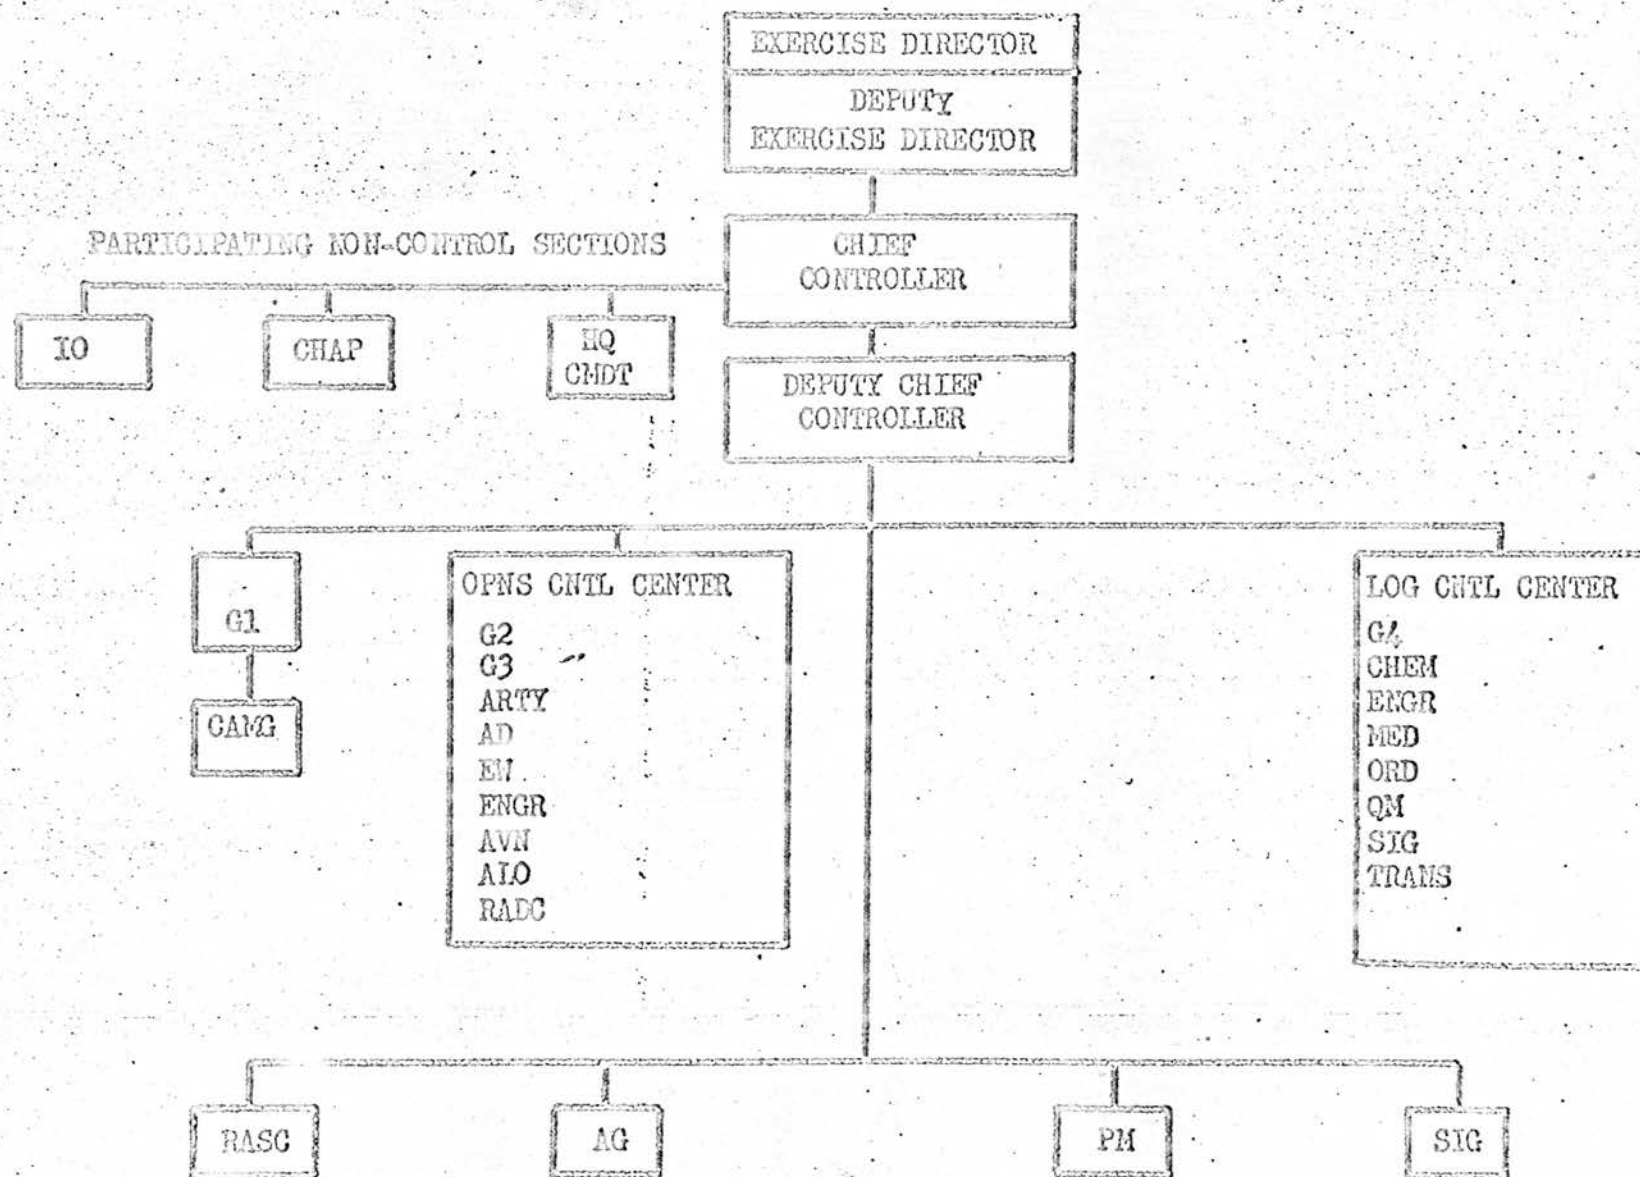 EXERCISE DIRECTOR
DEPUTY
EXERCISE DIRECTOR
PARTICIPATING NON-CONTROL SECTIONS
CHIEF
CONTROLLER
IO
CHAP
HQ
CMDT
DEPUTY CHIEF
CONTROLLER
G1
CAMG
OPNS CNTL CENTER
G2
G3
ARTY
AD
EW
ENGR
AVN
ALO
RADC
LOG CNTL CENTER
G4
CHEM
ENGR
MED
ORD
QM
SIG
TRANS
RASC
AG
PM
SIG